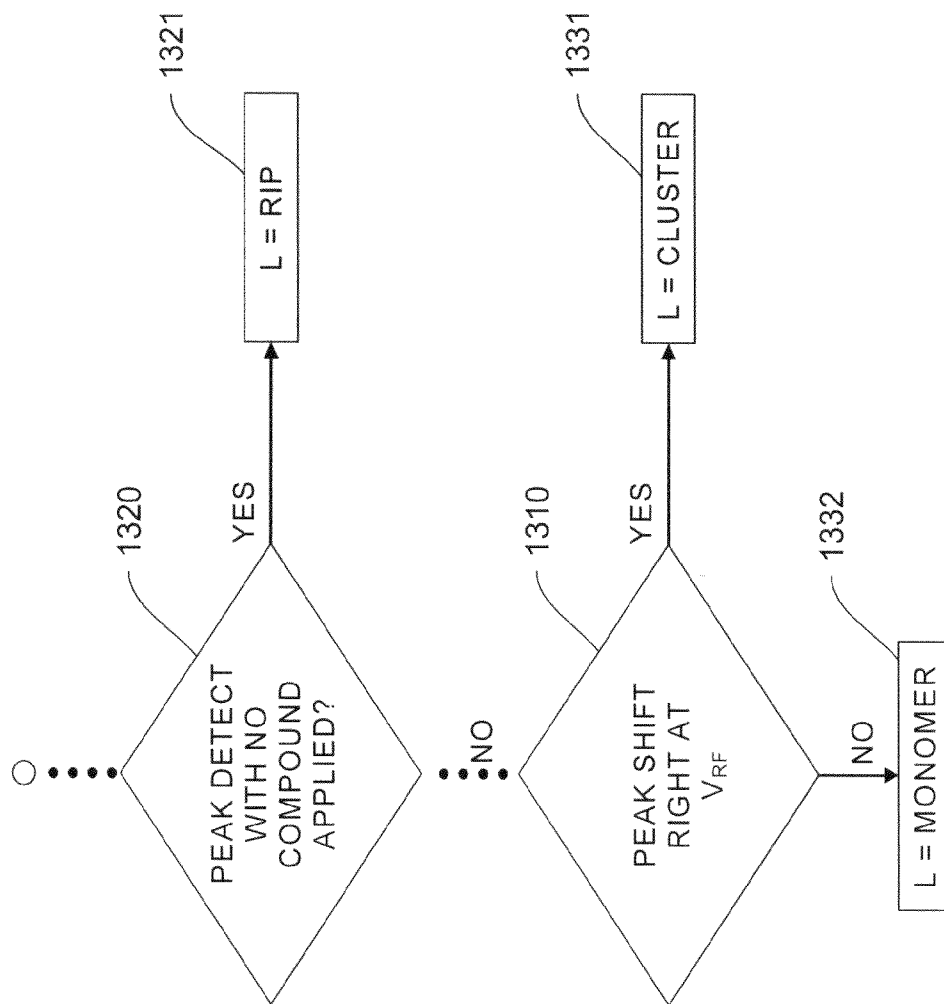 1320
PEAK DETECT
WITH NO
COMPOUND
APPLIED?
YES
1321
L = RIP
NO
1310
PEAK SHIFT
RIGHT AT
VRF
YES
1331
L = CLUSTER
NO
1332
L = MONOMER